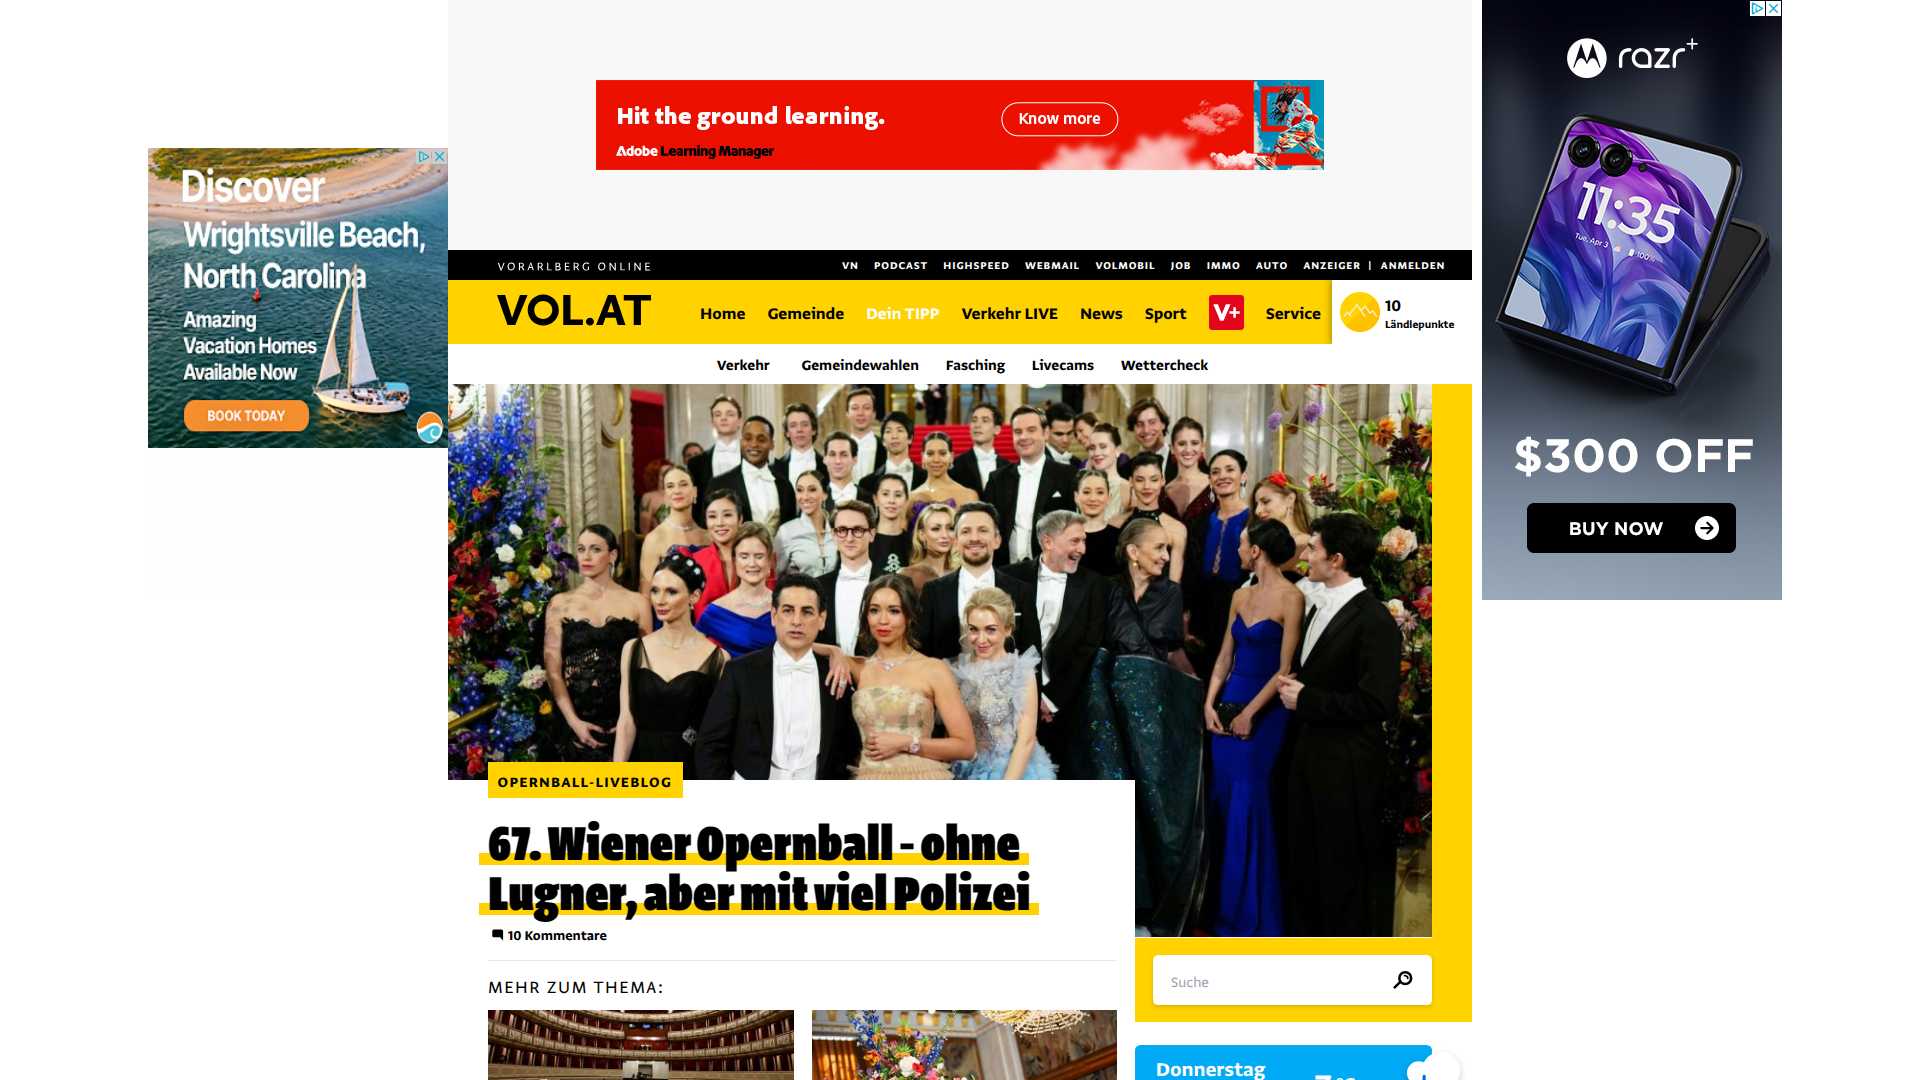 Hit the ground learning.
Know more
Adobe Learning Manager
razr+
Discover
Wrightsville Beach,
North Carolina
Amazing
Vacation Homes
Available Now
BOOK TODAY
11:35
Tue, Apr 3
100%
$300 OFF
BUY NOW
VORARLBERG ONLINE
VN PODCAST HIGHSPEED WEBMAIL VOLMOBIL JOB IMMO AUTO ANZEIGER | ANMELDEN
VOL.AT
Home Gemeinde Dein TIPP Verkehr LIVE News Sport V+ Service
10
Ländlepunkte
Verkehr Gemeindewahlen Fasching Livecams Wettercheck
OPERNBALL-LIVEBLOG
67. Wiener Opernball - ohne
Lugner, aber mit viel Polizei
10 Kommentare
MEHR ZUM THEMA:
Suche
Donnerstag